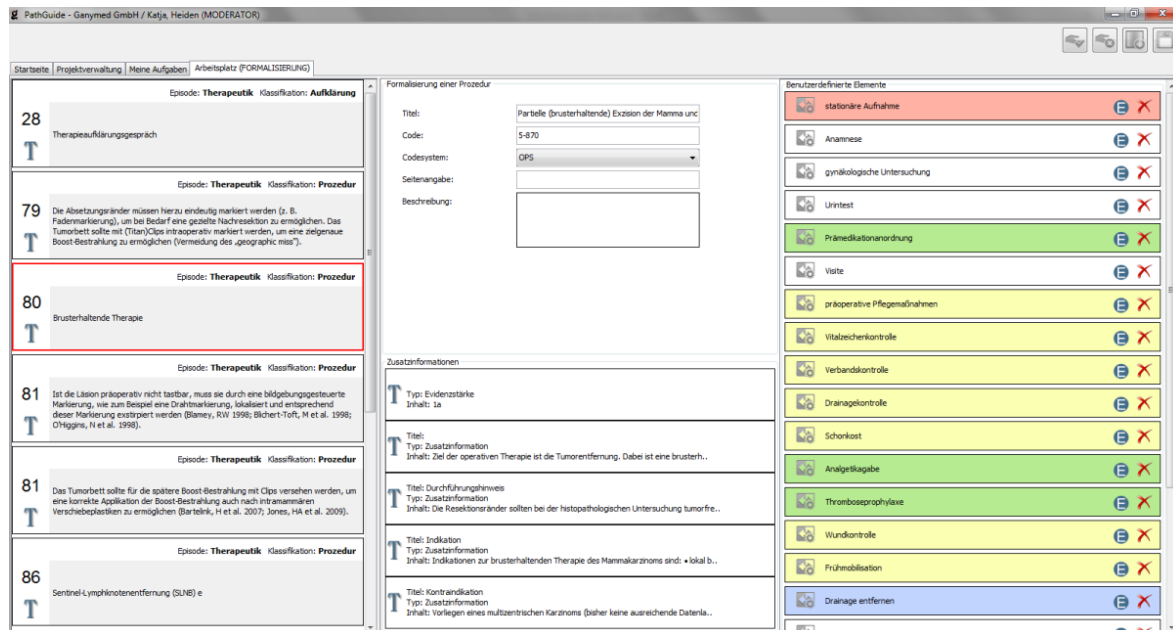 PathGuide - Ganymed GmbH / Katja, Heiden (MODERATOR)
Startseite
Projektverwaltung
Meine Aufgaben
Arbeitsplatz (FORMALISIERUNG)
Episode: Therapeutik Klassifikation: Aufklärung
28
T
Therapieaufklärungsgespräch
Episode: Therapeutik Klassifikation: Prozedur
79
T
Die Absetzungsränder müssen hierzu eindeutig markiert werden (z. B.
Fadenmarkierung), um bei Bedarf eine gezielte Nachresektion zu ermöglichen. Das
Tumorbett sollte mit (Titan)Clips intraoperativ markiert werden, um eine zielgenaue
Boost-Bestrahlung zu ermöglichen (Vermeidung des „geographic miss“).
Episode: Therapeutik Klassifikation: Prozedur
80
T
Brusterhaltende Therapie
Episode: Therapeutik Klassifikation: Prozedur
81
T
Ist die Läsion präoperativ nicht tastbar, muss sie durch eine bildgebungsgesteuerte
Markierung, wie zum Beispiel eine Drahtmarkierung, lokalisiert und entsprechend
dieser Markierung exstirpiert werden (Blamey, RW 1998; Blichert-Toft, M et al. 1998;
O'Higgins, N et al. 1998).
Episode: Therapeutik Klassifikation: Prozedur
81
T
Das Tumorbett sollte für die spätere Boost-Bestrahlung mit Clips versehen werden, um
eine korrekte Applikation der Boost-Bestrahlung auch nach intramammären
Verschiebeplastiken zu ermöglichen (Bartelink, H et al. 2007; Jones, HA et al. 2009).
Episode: Therapeutik Klassifikation: Prozedur
86
T
Sentinel-Lymphknotenentfernung (SLNB) e
Formalisierung einer Prozedur
Titel: Partielle (brusterhaltende) Exzision der Mamma und
Code: 5-870
Codesystem: OPS
Seitenangabe:
Beschreibung:
Zusatzinformationen
T
Typ: Evidenzstärke
Inhalt: 1a
T
Titel:
Typ: Zusatzinformation
Inhalt: Ziel der operativen Therapie ist die Tumorentfernung. Dabei ist eine brusterh..
T
Titel: Durchführungshinweis
Typ: Zusatzinformation
Inhalt: Die Resektionsränder sollten bei der histopathologischen Untersuchung tumorfre..
T
Titel: Indikation
Typ: Zusatzinformation
Inhalt: Indikationen zur brusterhaltenden Therapie des Mammakarzinoms sind: • lokal b..
T
Titel: Kontraindikation
Typ: Zusatzinformation
Inhalt: Vorliegen eines multizentrischen Karzinoms (bisher keine ausreichende Datenla..
Benutzerdefinierte Elemente
stationäre Aufnahme E
Anamnese E
gynäkologische Untersuchung E
Urintest E
Prämedikationanordnung E
Visite E
präoperative Pflegemaßnahmen E
Vitalzeichenkontrolle E
Verbandskontrolle E
Drainagekontrolle E
Schonkost E
Analgetikagabe E
Thromboseprophylaxe E
Wundkontrolle E
Frühmobilisation E
Drainage entfernen E